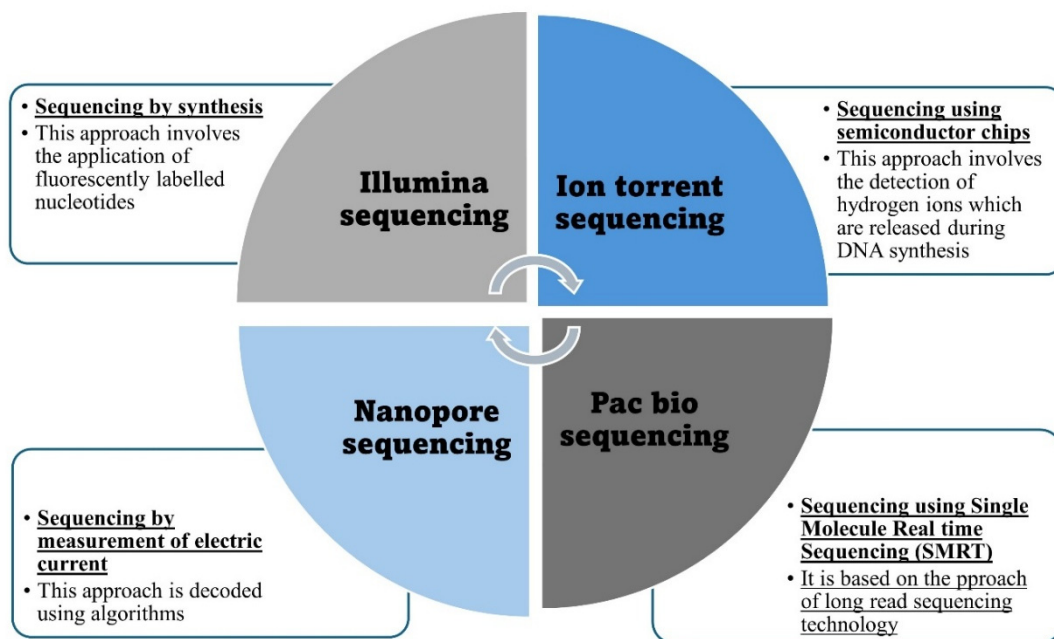 • Sequencing by synthesis
• This approach involves
the application of
fluorescently labelled
nucleotides
Illumina
sequencing
Ion torrent
sequencing
• Sequencing using
semiconductor chips
• This approach involves
the detection of
hydrogen ions which
are released during
DNA synthesis
Nanopore
sequencing
Pac bio
sequencing
• Sequencing by
measurement of electric
current
• This approach is decoded
using algorithms
• Sequencing using Single
Molecule Real time
Sequencing (SMRT)
• It is based on the pproach
of long read sequencing
technology